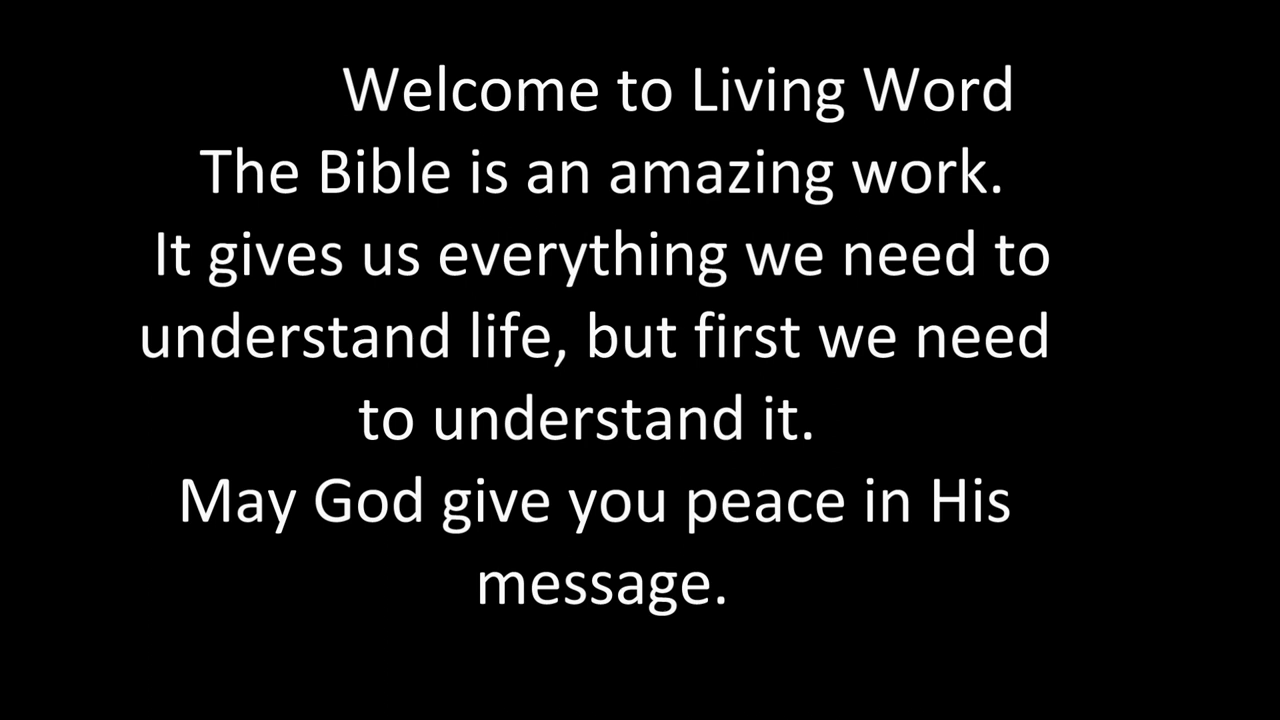 Welcome to Living Word
The Bible is an amazing work.
It gives us everything we need to
understand life, but first we need
to understand it.
May God give you peace in His
message.